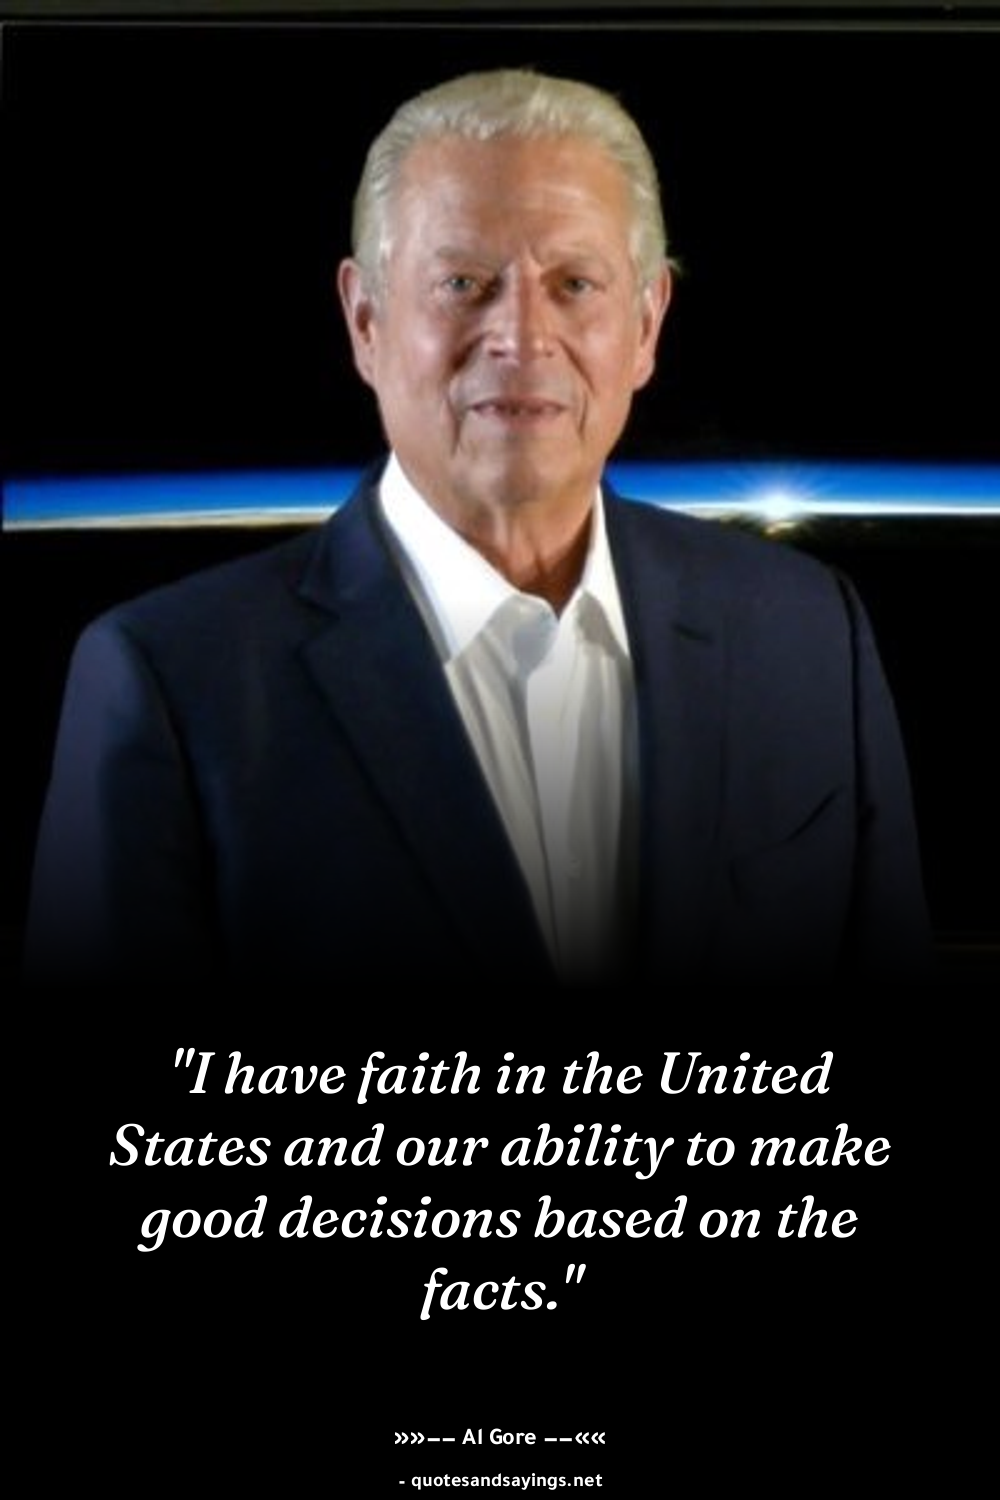 "I have faith in the United
States and our ability to make
good decisions based on the
facts."
»»−− Al Gore −−««
- quotesandsayings.net